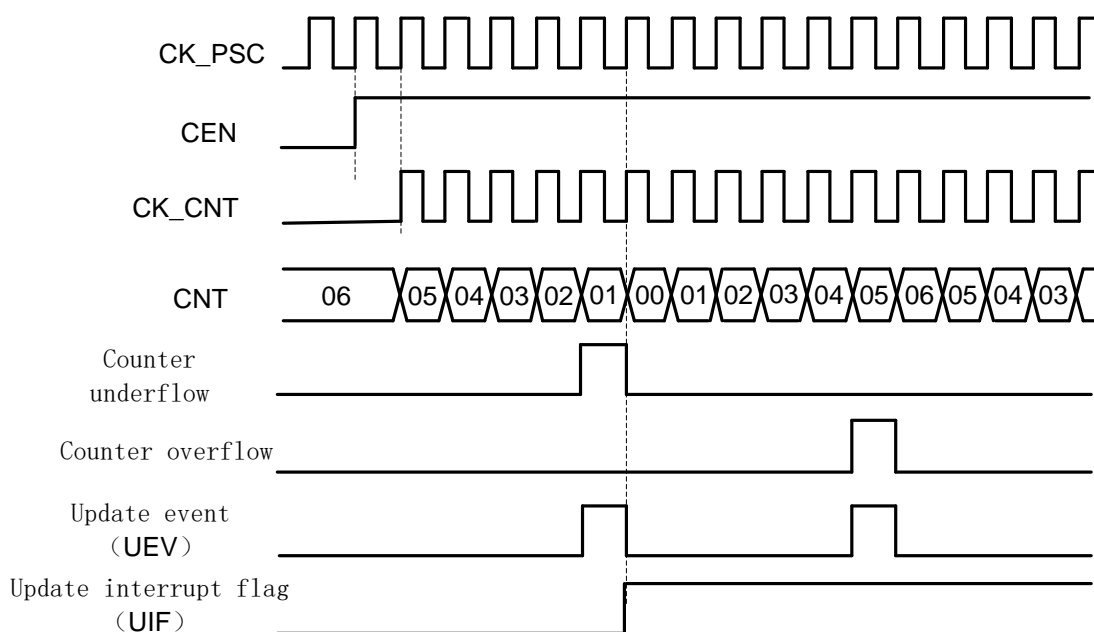 CK_PSC
CEN
CK_CNT
CNT 06 05 04 03 02 01 00 01 02 03 04 05 06 05 04 03
Counter
underflow
Counter overflow
Update event
（UEV）
Update interrupt flag
（UIF）